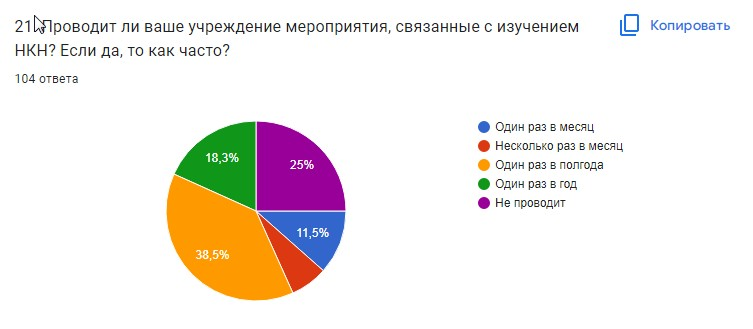 21. Проводит ли ваше учреждение мероприятия, связанные с изучением
НКН? Если да, то как часто?
Копировать
104 ответа
18,3%
25%
11,5%
38,5%
Один раз в месяц
Несколько раз в месяц
Один раз в полгода
Один раз в год
Не проводит